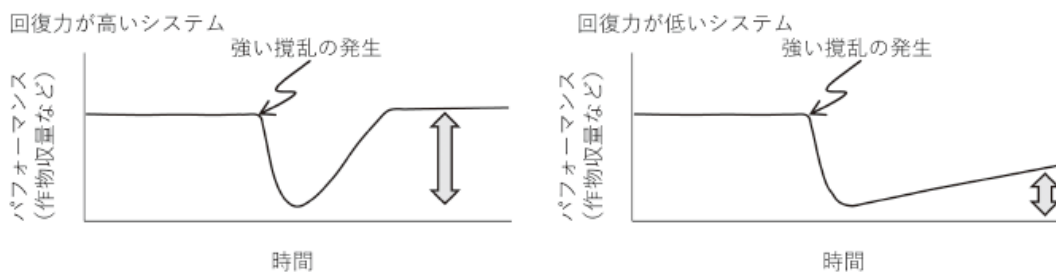 回復力が高いシステム
強い撹乱の発生
パフォーマンス
(作物収量など)
時間
回復力が低いシステム
強い撹乱の発生
パフォーマンス
(作物収量など)
時間